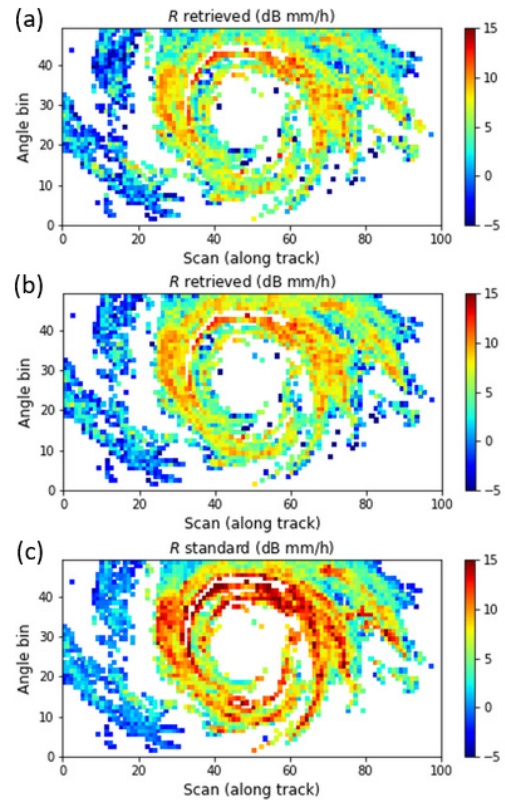 (a)
R retrieved (dB mm/h)
Angle bin
40
30
20
10
0
0 20 40 60 80 100
Scan (along track)
15
10
5
0
−5
(b)
R retrieved (dB mm/h)
Angle bin
40
30
20
10
0
0 20 40 60 80 100
Scan (along track)
15
10
5
0
−5
(c)
R standard (dB mm/h)
Angle bin
40
30
20
10
0
0 20 40 60 80 100
Scan (along track)
15
10
5
0
−5